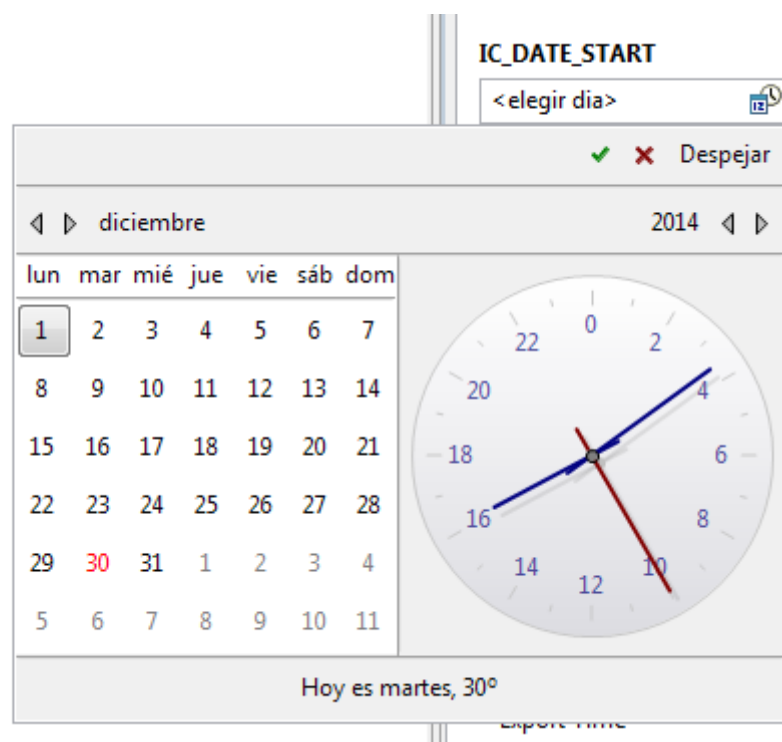 IC_DATE_START
<elegir dia>
12
Despejar
diciembre 2014
lun mar mié jue vie sáb dom
1 2 3 4 5 6 7
8 9 10 11 12 13 14
15 16 17 18 19 20 21
22 23 24 25 26 27 28
29 30 31 1 2 3 4
5 6 7 8 9 10 11
0
22 2
20 4
18 6
16 8
14 10
12
Hoy es martes, 30º
Export Time